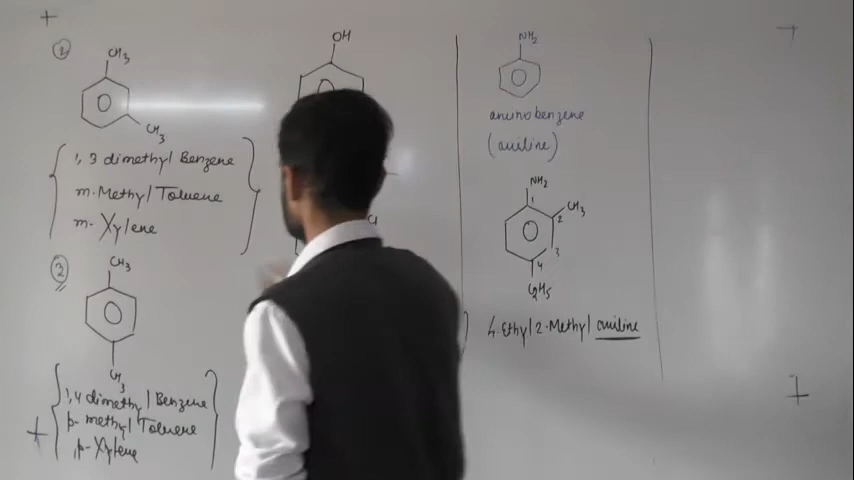 1
CH3
CH3
1, 3 dimethyl Benzene
m-Methyl Toluene
m- Xylene
2
CH3
CH3
1,4 dimethyl Benzene
p- methyl Toluene
p-Xylene
OH
Cl
NH2
aminobenzene
(aniline)
NH2
1
CH3
2
3
4
C2H5
4-Ethyl 2-Methyl aniline